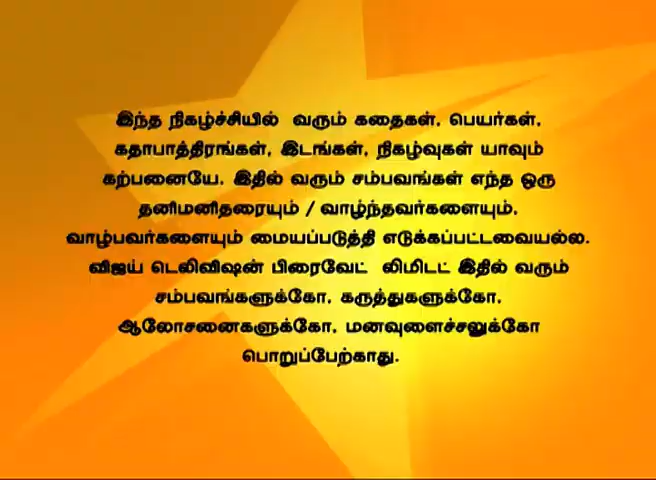 இந்த நிகழ்ச்சியில் வரும் கதைகள், பெயர்கள்,
கதாபாத்திரங்கள், இடங்கள், நிகழ்வுகள் யாவும்
கற்பனையே. இதில் வரும் சம்பவங்கள் எந்த ஒரு
தனிமனிதரையும் / வாழ்ந்தவர்களையும்,
வாழ்பவர்களையும் மையப்படுத்தி எடுக்கப்பட்டவையல்ல.
விஜய் டெலிவிஷன் பிரைவேட் லிமிடட் இதில் வரும்
சம்பவங்களுக்கோ, கருத்துகளுக்கோ,
ஆலோசனைகளுக்கோ, மனவுளைச்சலுக்கோ
பொறுப்பேற்காது.